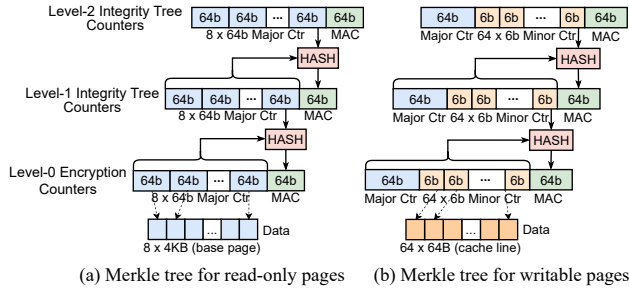 Level-2 Integrity Tree
Counters
64b 64b ... 64b 64b
8 x 64b Major Ctr MAC
HASH
Level-1 Integrity Tree
Counters
64b 64b ... 64b 64b
8 x 64b Major Ctr MAC
HASH
Level-0 Encryption
Counters
64b 64b ... 64b 64b
8 x 64b Major Ctr MAC
... Data
8 x 4KB (base page)
(a) Merkle tree for read-only pages
64b 6b 6b ... 6b 6b 64b
Major Ctr 64 x 6b Minor Ctr MAC
HASH
64b 6b 6b ... 6b 6b 64b
Major Ctr 64 x 6b Minor Ctr MAC
HASH
64b 6b 6b ... 6b 64b
Major Ctr 64 x 6b Minor Ctr MAC
... Data
64 x 64B (cache line)
(b) Merkle tree for writable pages